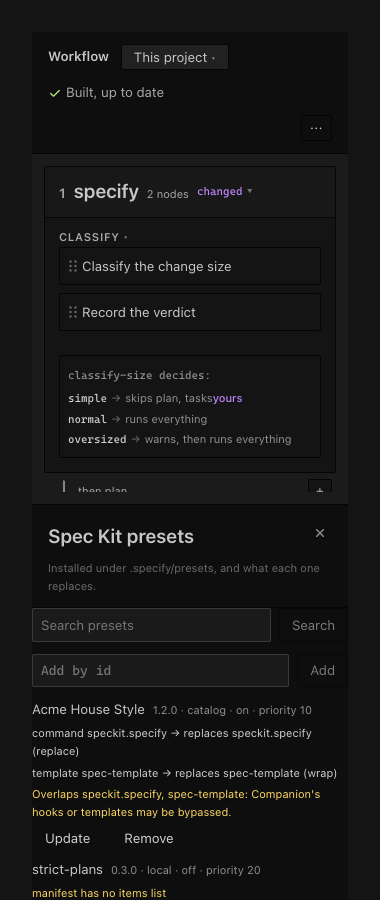 Workflow This project
Built, up to date
...
1 specify 2 nodes changed
CLASSIFY
Classify the change size
Record the verdict
classify-size decides:
simple → skips plan, tasksyours
normal → runs everything
oversized → warns, then runs everything
then plan +
Spec Kit presets ×
Installed under .specify/presets, and what each one
replaces.
Search presets Search
Add by id Add
Acme House Style 1.2.0 · catalog · on · priority 10
command speckit.specify → replaces speckit.specify
(replace)
template spec-template → replaces spec-template (wrap)
Overlaps speckit.specify, spec-template: Companion's
hooks or templates may be bypassed.
Update Remove
strict-plans 0.3.0 · local · off · priority 20
manifest has no items list